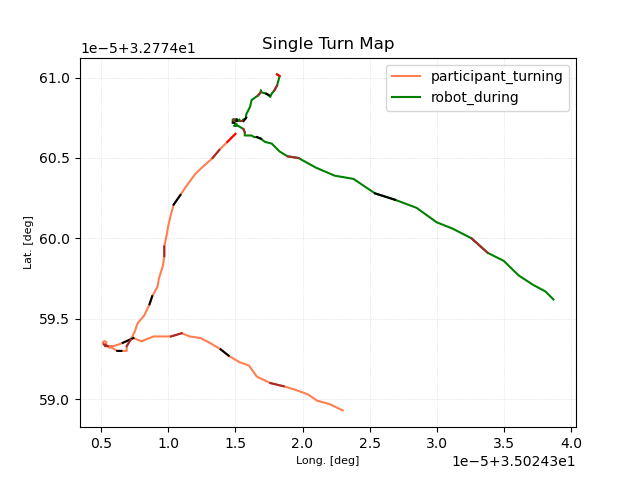 Single Turn Map
1e−5+3.2774e1
participant_turning
robot_during
61.0
60.5
60.0
59.5
59.0
Lat. [deg]
0.5 1.0 1.5 2.0 2.5 3.0 3.5 4.0
Long. [deg]
1e−5+3.50243e1